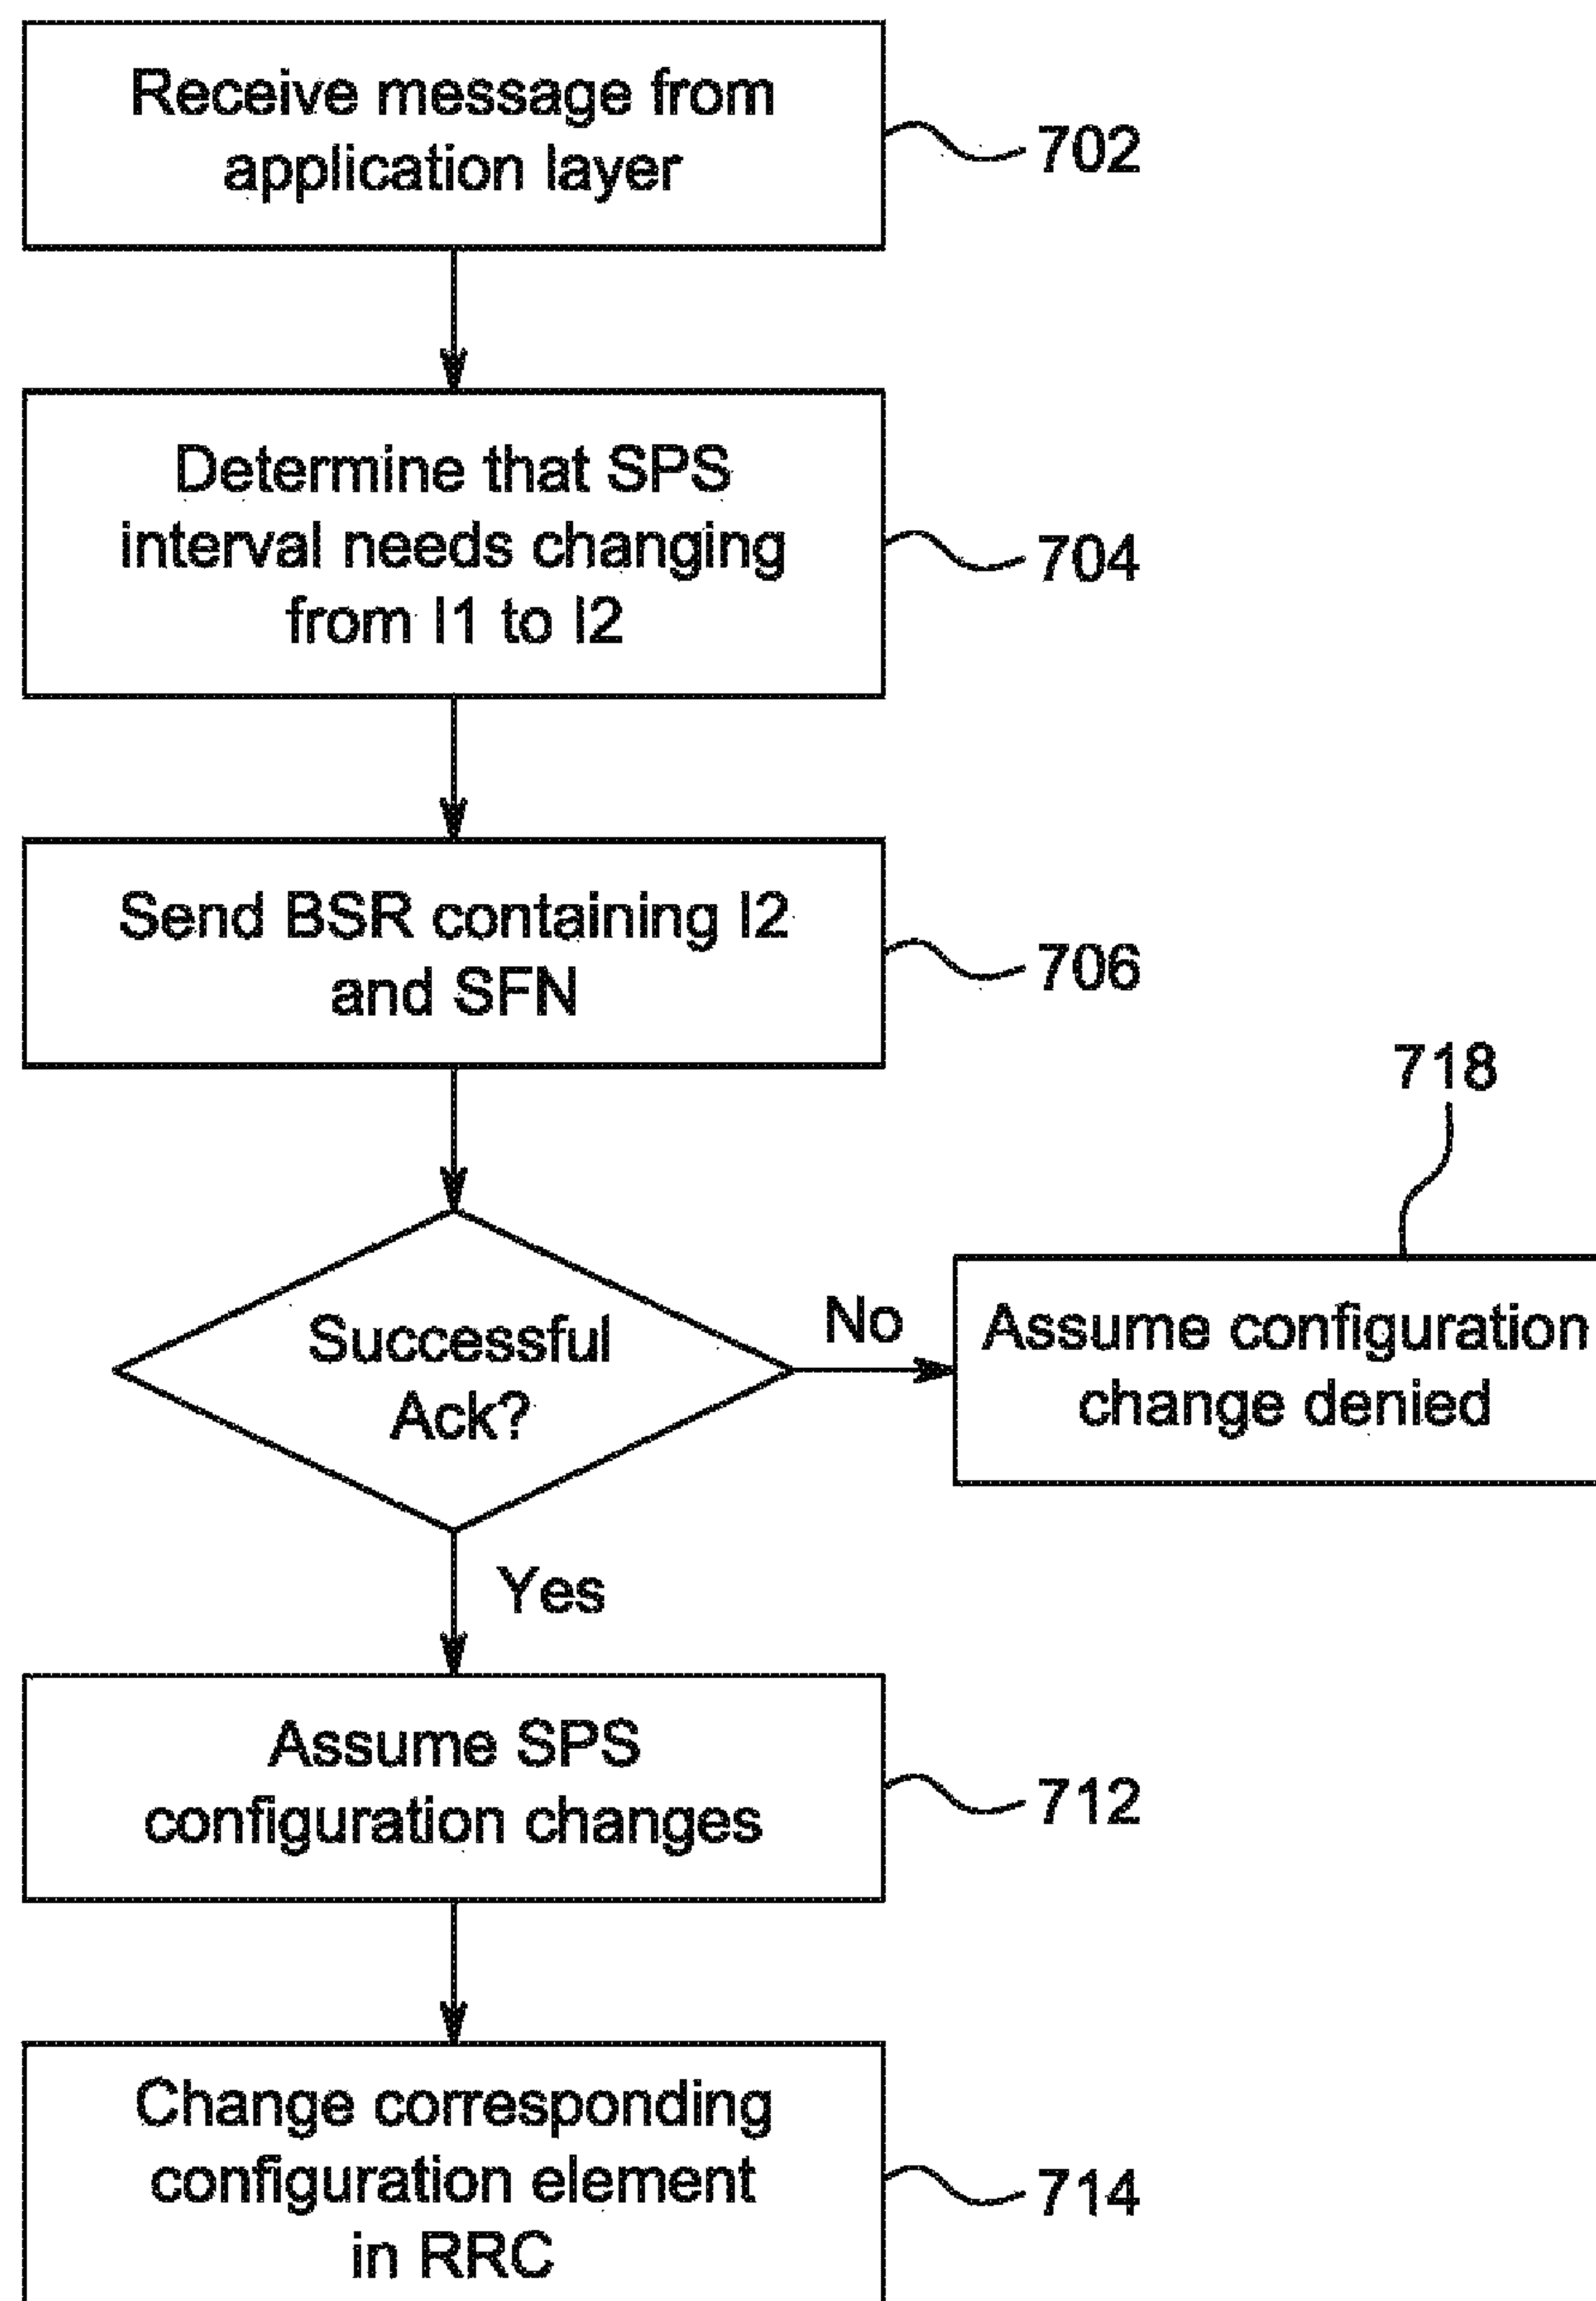 Receive message from
application layer
702
Determine that SPS
interval needs changing
from I1 to I2
704
Send BSR containing I2
and SFN
706
718
Successful
Ack?
No
Assume configuration
change denied
Yes
Assume SPS
configuration changes
712
Change corresponding
configuration element
in RRC
714